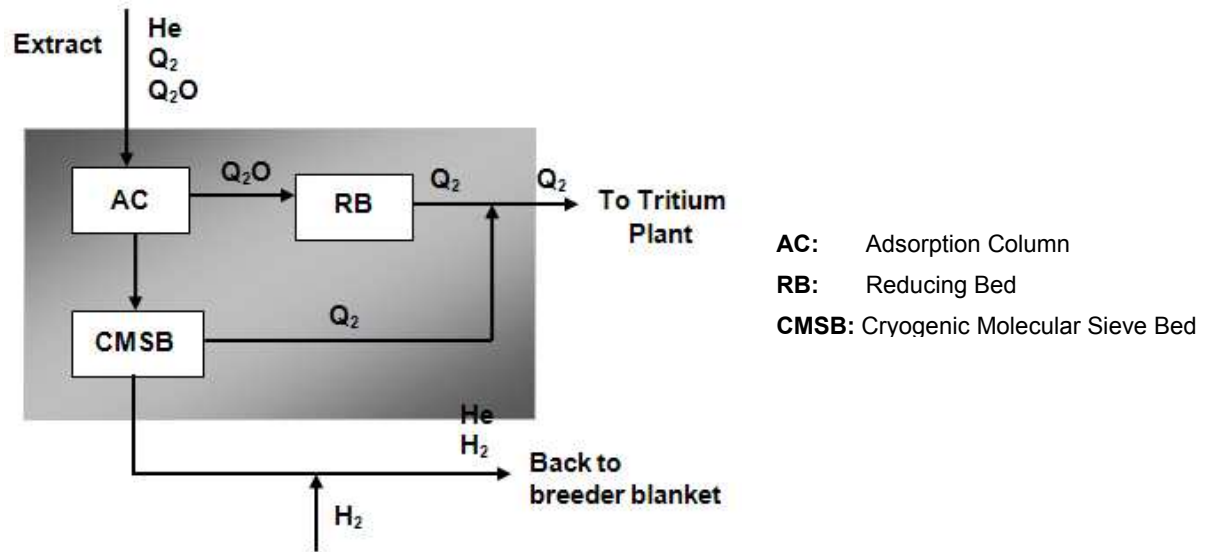 Extract
He
Q₂
Q₂O
AC
Q₂O
RB
Q₂
Q₂
To Tritium
Plant
CMSB
Q₂
He
H₂
Back to
breeder blanket
H₂
AC: Adsorption Column
RB: Reducing Bed
CMSB: Cryogenic Molecular Sieve Bed